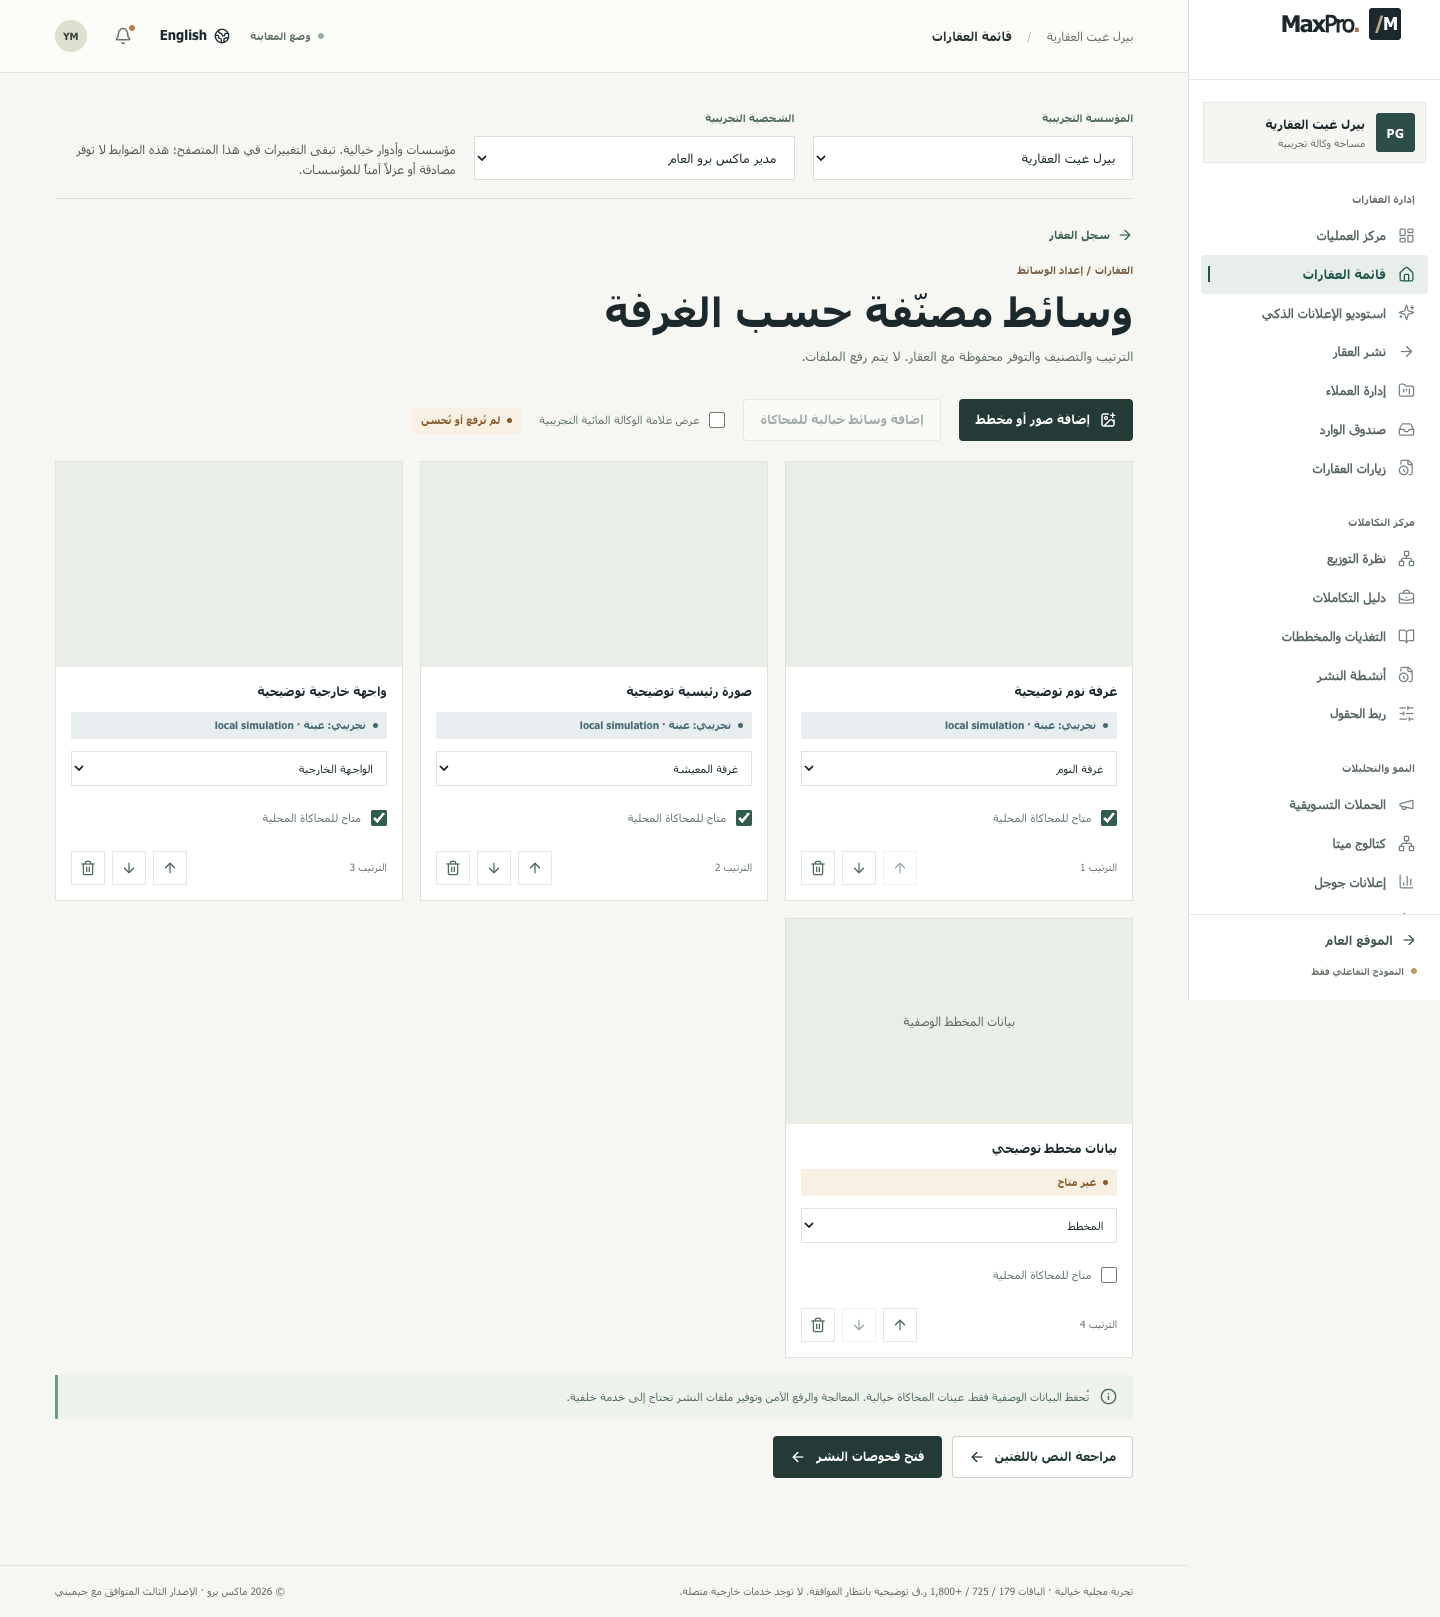 MaxPro.
/M
بيرل غيت العقارية
/
قائمة العقارات
وضع المعاينة
English
YM
PG
بيرل غيت العقارية
مساحة وكالة تجريبية
إدارة العقارات
مركز العمليات
قائمة العقارات
استوديو الإعلانات الذكي
نشر العقار
إدارة العملاء
صندوق الوارد
زيارات العقارات
مركز التكاملات
نظرة التوزيع
دليل التكاملات
التغذيات والمخططات
أنشطة النشر
ربط الحقول
النمو والتحليلات
الحملات التسويقية
كتالوج ميتا
إعلانات جوجل
الموقع العام
النموذج التفاعلي فقط
المؤسسة التجريبية
بيرل غيت العقارية
الشخصية التجريبية
مدير ماكس برو العام
مؤسسات وأدوار خيالية. تبقى التغييرات في هذا المتصفح؛ هذه الضوابط لا توفر
مصادقة أو عزلاً آمناً للمؤسسات.
سجل العقار
العقارات / إعداد الوسائط
وسائط مصنّفة حسب الغرفة
الترتيب والتصنيف والتوفر محفوظة مع العقار. لا يتم رفع الملفات.
إضافة صور أو مخطط
إضافة وسائط خيالية للمحاكاة
عرض علامة الوكالة المائية التجريبية
لم تُرفع أو تُحسن
غرفة نوم توضيحية
تجريبي: عينة · local simulation
غرفة النوم
متاح للمحاكاة المحلية
الترتيب 1
صورة رئيسية توضيحية
تجريبي: عينة · local simulation
غرفة المعيشة
متاح للمحاكاة المحلية
الترتيب 2
واجهة خارجية توضيحية
تجريبي: عينة · local simulation
الواجهة الخارجية
متاح للمحاكاة المحلية
الترتيب 3
بيانات المخطط الوصفية
بيانات مخطط توضيحي
غير متاح
المخطط
متاح للمحاكاة المحلية
الترتيب 4
تُحفظ البيانات الوصفية فقط. عينات المحاكاة خيالية. المعالجة والرفع الآمن وتوفير ملفات النشر تحتاج إلى خدمة خلفية.
مراجعة النص باللغتين
فتح فحوصات النشر
تجربة محلية خيالية · الباقات 179 / 725 / +1,800 ر.ق توضيحية بانتظار الموافقة. لا توجد خدمات خارجية متصلة.
© 2026 ماكس برو · الإصدار الثالث المتوافق مع جيميني